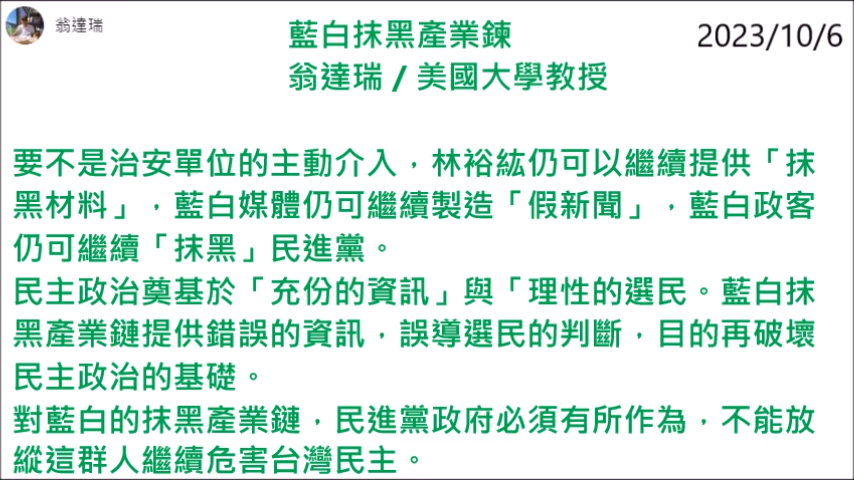 翁達瑞
藍白抹黑產業鍊
2023/10/6
翁達瑞 / 美國大學教授
要不是治安單位的主動介入，林裕紘仍可以繼續提供「抹
黑材料」，藍白媒體仍可繼續製造「假新聞」，藍白政客
仍可繼續「抹黑」民進黨。
民主政治奠基於「充份的資訊」與「理性的選民。藍白抹
黑產業鏈提供錯誤的資訊，誤導選民的判斷，目的再破壞
民主政治的基礎。
對藍白的抹黑產業鏈，民進黨政府必須有所作為，不能放
縱這群人繼續危害台灣民主。